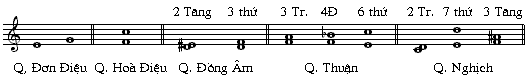 2 Tăng 3 thứ 3 Tr. 4Đ 6 thứ 2 Tr. 7 thứ 3 Tăng
Q, Đơn Điệu Q. Hoà Điệu Q. Đồng Âm Q. Thuận Q. Nghịch